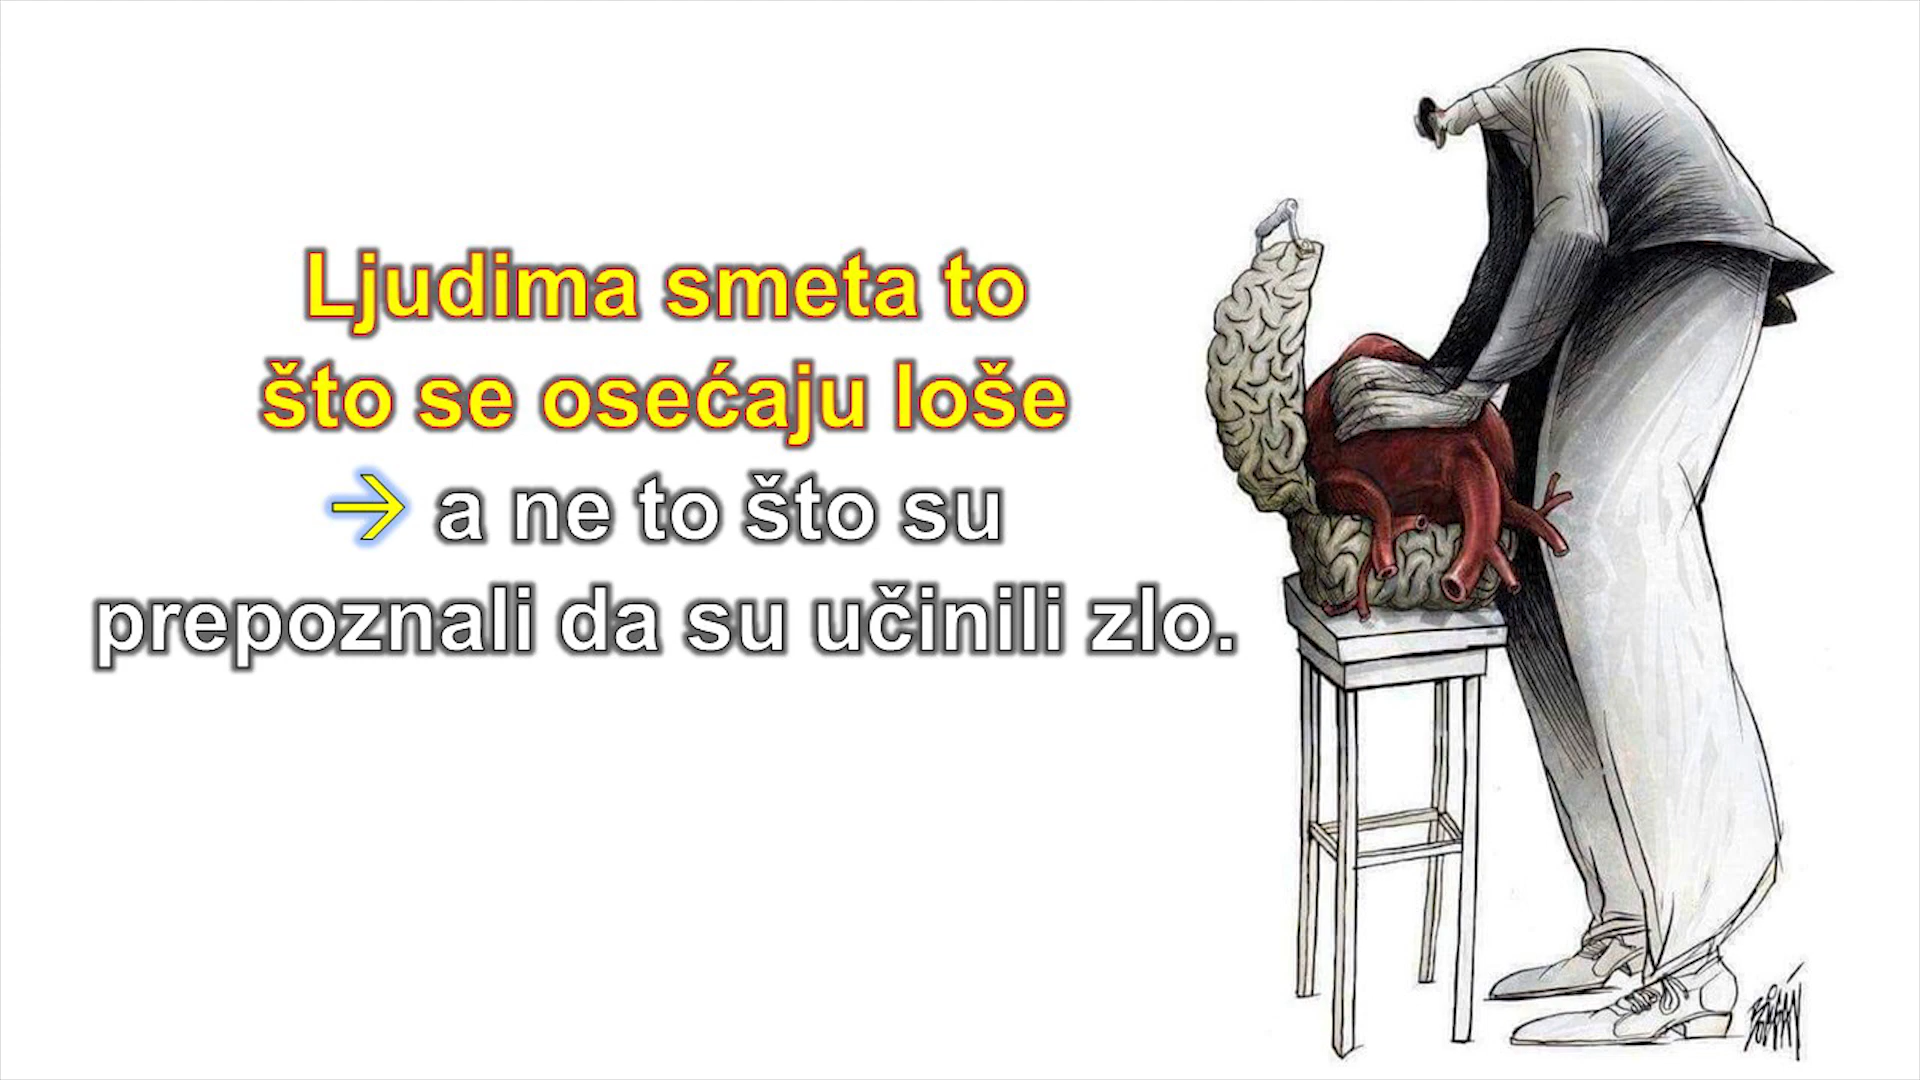 Ljudima smeta to
što se osećaju loše
→ a ne to što su
prepoznali da su učinili zlo.